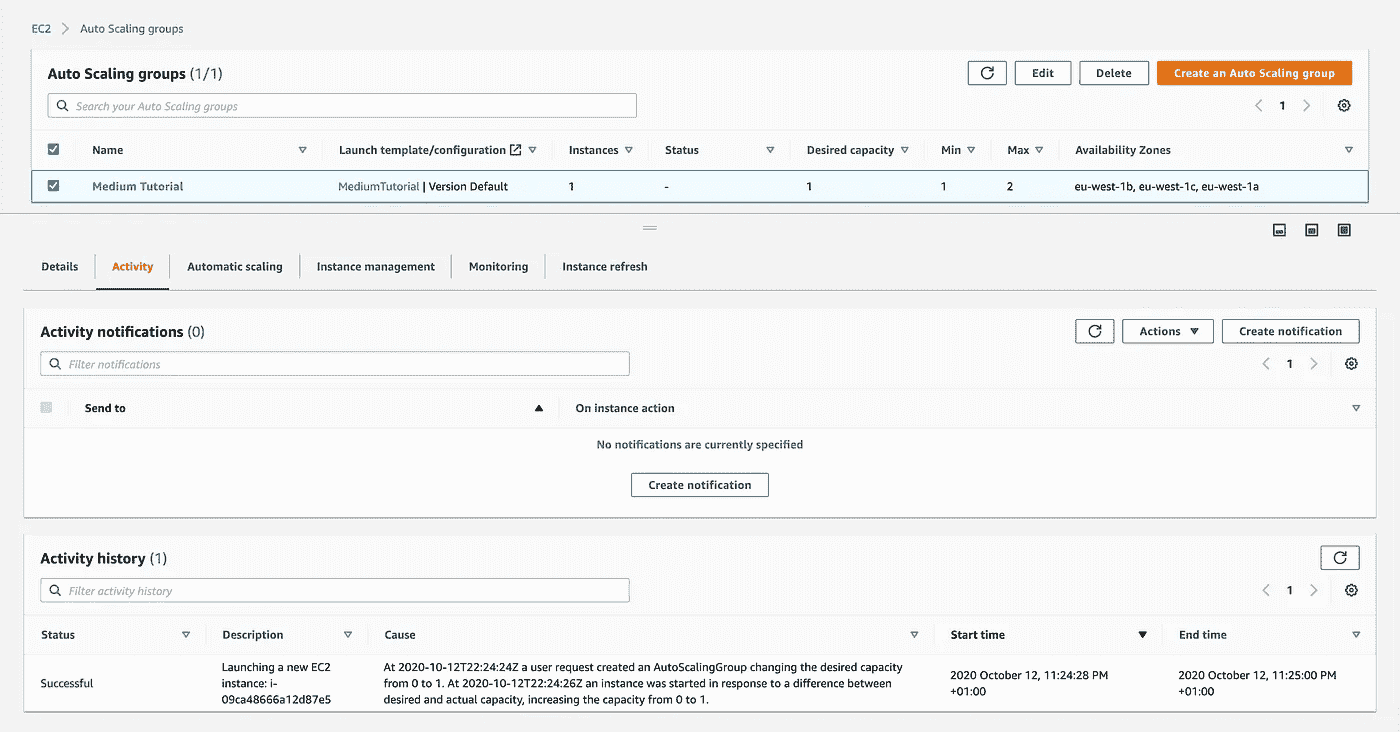 EC2 > Auto Scaling groups
Auto Scaling groups (1/1)
Edit
Delete
Create an Auto Scaling group
Search your Auto Scaling groups
1
Name
Launch template/configuration
Instances
Status
Desired capacity
Min
Max
Availability Zones
Medium Tutorial
MediumTutorial | Version Default
1
-
1
1
2
eu-west-1b, eu-west-1c, eu-west-1a
Details
Activity
Automatic scaling
Instance management
Monitoring
Instance refresh
Activity notifications (0)
Actions
Create notification
Filter notifications
1
Send to
On instance action
No notifications are currently specified
Create notification
Activity history (1)
Filter activity history
1
Status
Description
Cause
Start time
End time
Successful
Launching a new EC2
instance: i-
09ca48666a12d87e5
At 2020-10-12T22:24:24Z a user request created an AutoScalingGroup changing the desired capacity
from 0 to 1. At 2020-10-12T22:24:26Z an instance was started in response to a difference between
desired and actual capacity, increasing the capacity from 0 to 1.
2020 October 12, 11:24:28 PM
+01:00
2020 October 12, 11:25:00 PM
+01:00